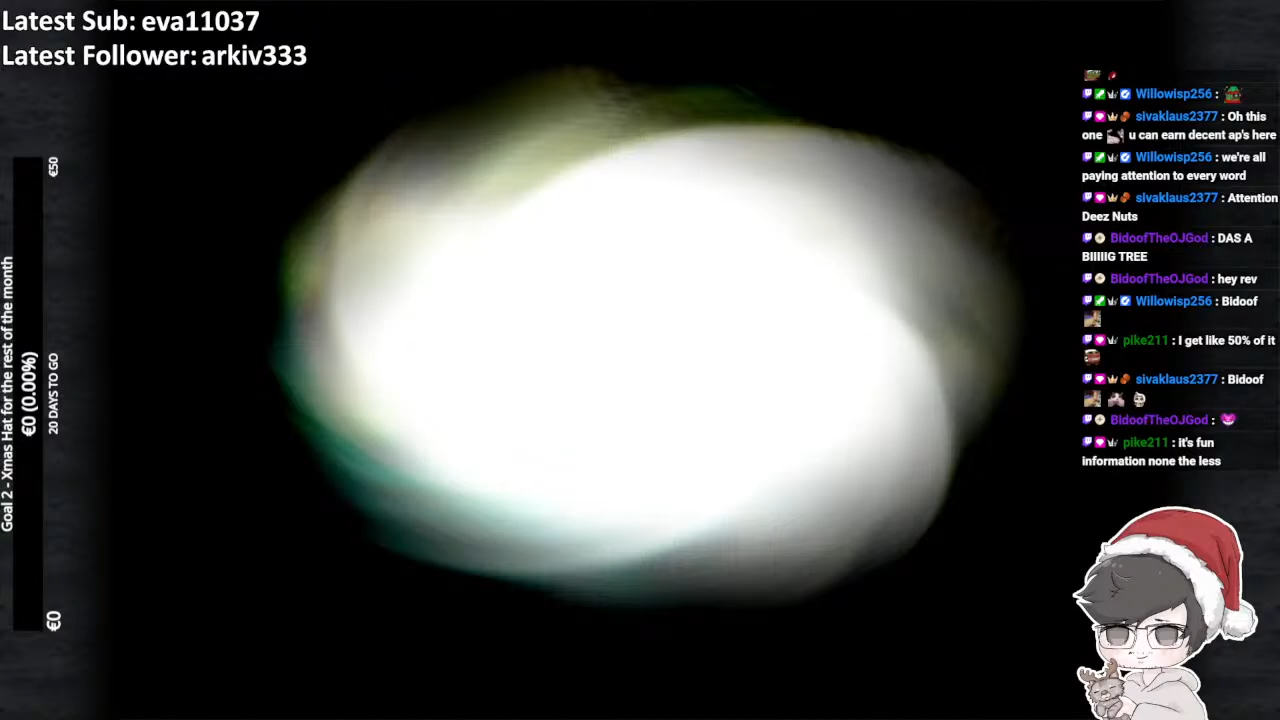 Latest Sub: eva11037
Latest Follower: arkiv333
Goal 2 - Xmas Hat for the rest of the month
€0 (0.00%)
20 DAYS TO GO
€50
€0
Willowisp256 :
sivaklaus2377 : Oh this
one u can earn decent ap's here
Willowisp256 : we're all
paying attention to every word
sivaklaus2377 : Attention
Deez Nuts
BidoofTheOJGod : DAS A
BIIIIIG TREE
BidoofTheOJGod : hey rev
Willowisp256 : Bidoof
pike211 : I get like 50% of it
sivaklaus2377 : Bidoof
BidoofTheOJGod :
pike211 : it's fun
information none the less